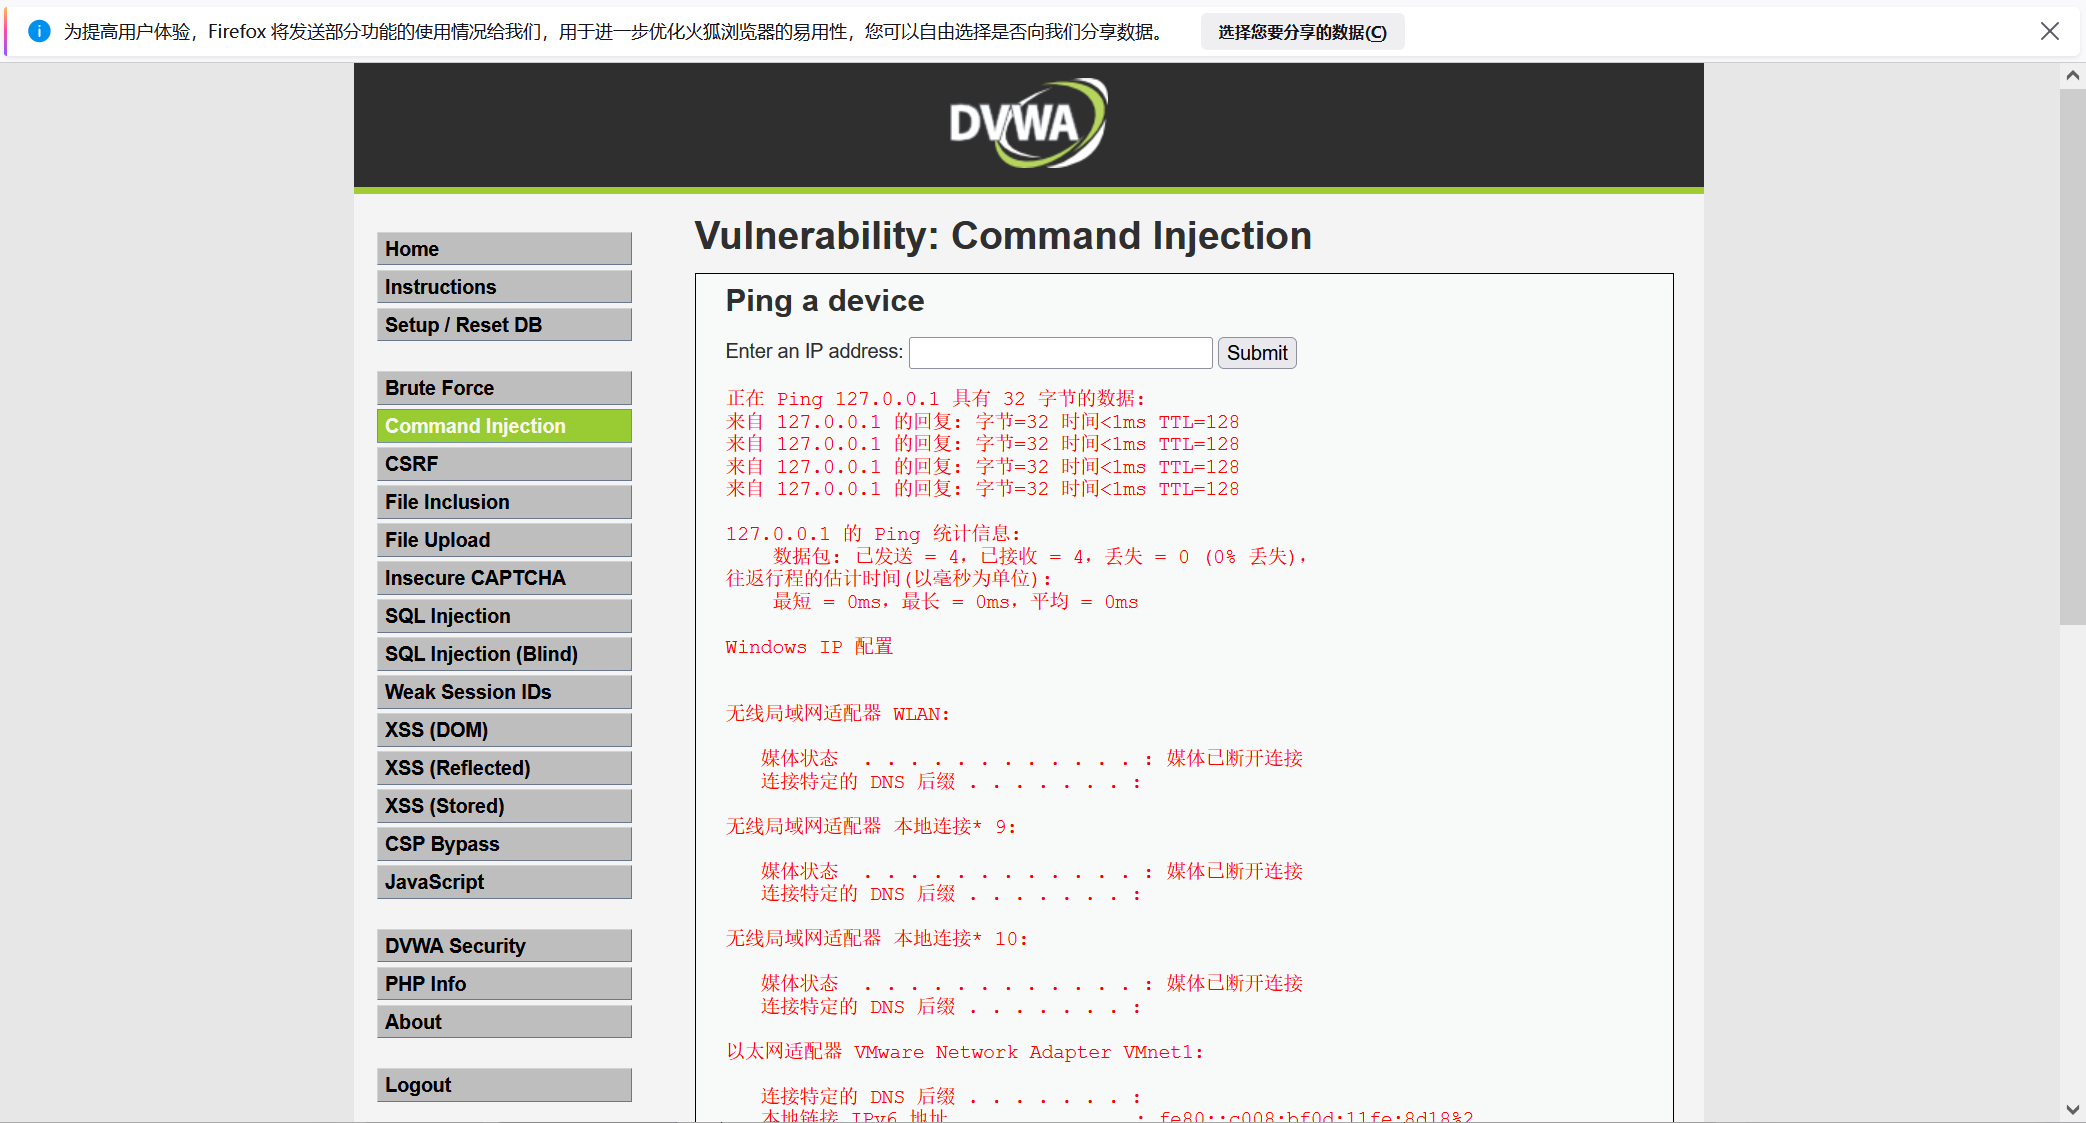 为提高用户体验，Firefox 将发送部分功能的使用情况给我们，用于进一步优化火狐浏览器的易用性，您可以自由选择是否向我们分享数据。 选择您要分享的数据(C)
DVWA
Home
Instructions
Setup / Reset DB
Brute Force
Command Injection
CSRF
File Inclusion
File Upload
Insecure CAPTCHA
SQL Injection
SQL Injection (Blind)
Weak Session IDs
XSS (DOM)
XSS (Reflected)
XSS (Stored)
CSP Bypass
JavaScript
DVWA Security
PHP Info
About
Logout
Vulnerability: Command Injection
Ping a device
Enter an IP address: Submit
正在 Ping 127.0.0.1 具有 32 字节的数据:
来自 127.0.0.1 的回复: 字节=32 时间<1ms TTL=128
来自 127.0.0.1 的回复: 字节=32 时间<1ms TTL=128
来自 127.0.0.1 的回复: 字节=32 时间<1ms TTL=128
来自 127.0.0.1 的回复: 字节=32 时间<1ms TTL=128
127.0.0.1 的 Ping 统计信息:
数据包: 已发送 = 4，已接收 = 4，丢失 = 0 (0% 丢失)，
往返行程的估计时间(以毫秒为单位):
最短 = 0ms，最长 = 0ms，平均 = 0ms
Windows IP 配置
无线局域网适配器 WLAN:
媒体状态 . . . . . . . . . . . . : 媒体已断开连接
连接特定的 DNS 后缀 . . . . . . . :
无线局域网适配器 本地连接* 9:
媒体状态 . . . . . . . . . . . . : 媒体已断开连接
连接特定的 DNS 后缀 . . . . . . . :
无线局域网适配器 本地连接* 10:
媒体状态 . . . . . . . . . . . . : 媒体已断开连接
连接特定的 DNS 后缀 . . . . . . . :
以太网适配器 VMware Network Adapter VMnet1:
连接特定的 DNS 后缀 . . . . . . . :
本地链接 IPv6 地址 : fe80::c008:bf0d:11fe:8d18%2